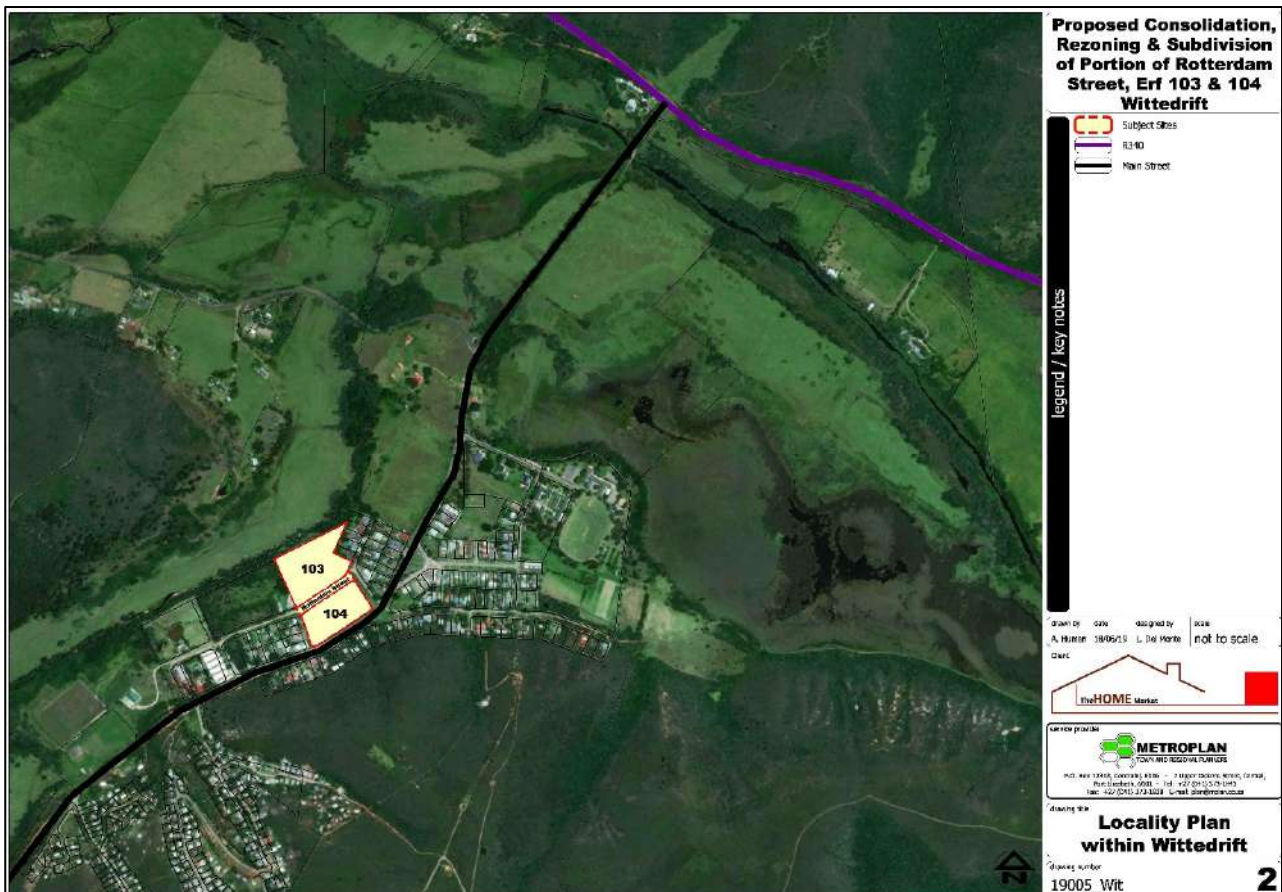 Proposed Consolidation,
Rezoning & Subdivision
of Portion of Rotterdam
Street, Erf 103 & 104
Wittedrift
Subject Sites
R340
Main Street
legend / key notes
103
Rotterdam Street
104
drawn by date designed by scale
A. Human 18/06/19 L. Del Monte not to scale
Client
The HOME Market
service provider
METROPLAN
TOWN AND REGIONAL PLANNERS
drawing title
Locality Plan
within Wittedrift
drawing number
19005_Wit 2
N